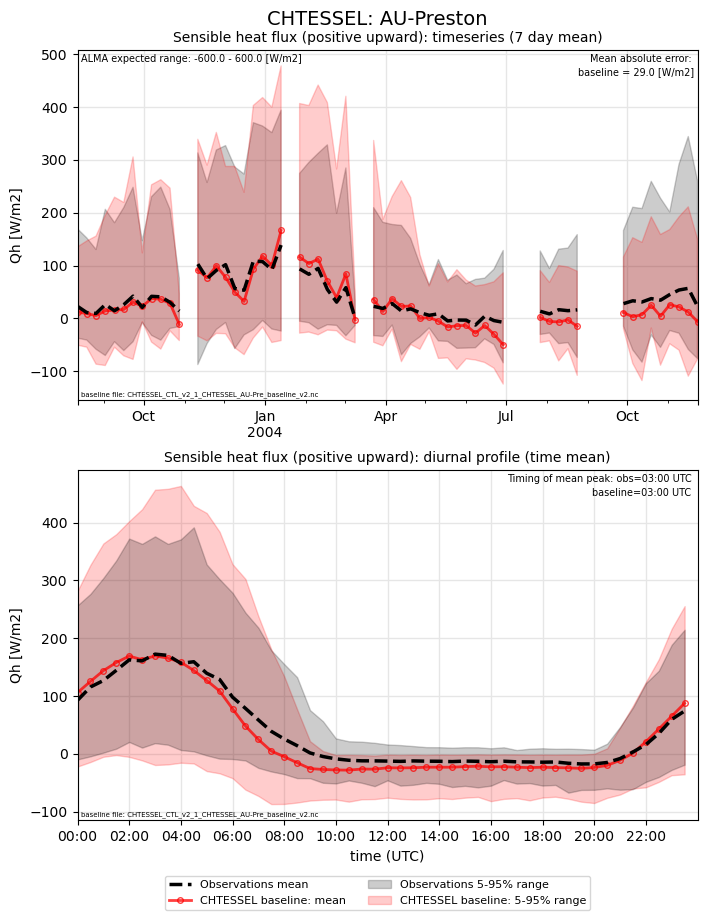 CHTESSEL: AU-Preston
Sensible heat flux (positive upward): timeseries (7 day mean)
ALMA expected range: -600.0 - 600.0 [W/m2]
Mean absolute error:
baseline = 29.0 [W/m2]
500
400
300
200
100
0
−100
Qh [W/m2]
baseline file: CHTESSEL_CTL_v2_1_CHTESSEL_AU-Pre_baseline_v2.nc
Oct Jan Apr Jul Oct
2004
Sensible heat flux (positive upward): diurnal profile (time mean)
Timing of mean peak: obs=03:00 UTC
baseline=03:00 UTC
400
300
200
100
0
−100
Qh [W/m2]
baseline file: CHTESSEL_CTL_v2_1_CHTESSEL_AU-Pre_baseline_v2.nc
00:00 02:00 04:00 06:00 08:00 10:00 12:00 14:00 16:00 18:00 20:00 22:00
time (UTC)
Observations mean
CHTESSEL baseline: mean
Observations 5-95% range
CHTESSEL baseline: 5-95% range